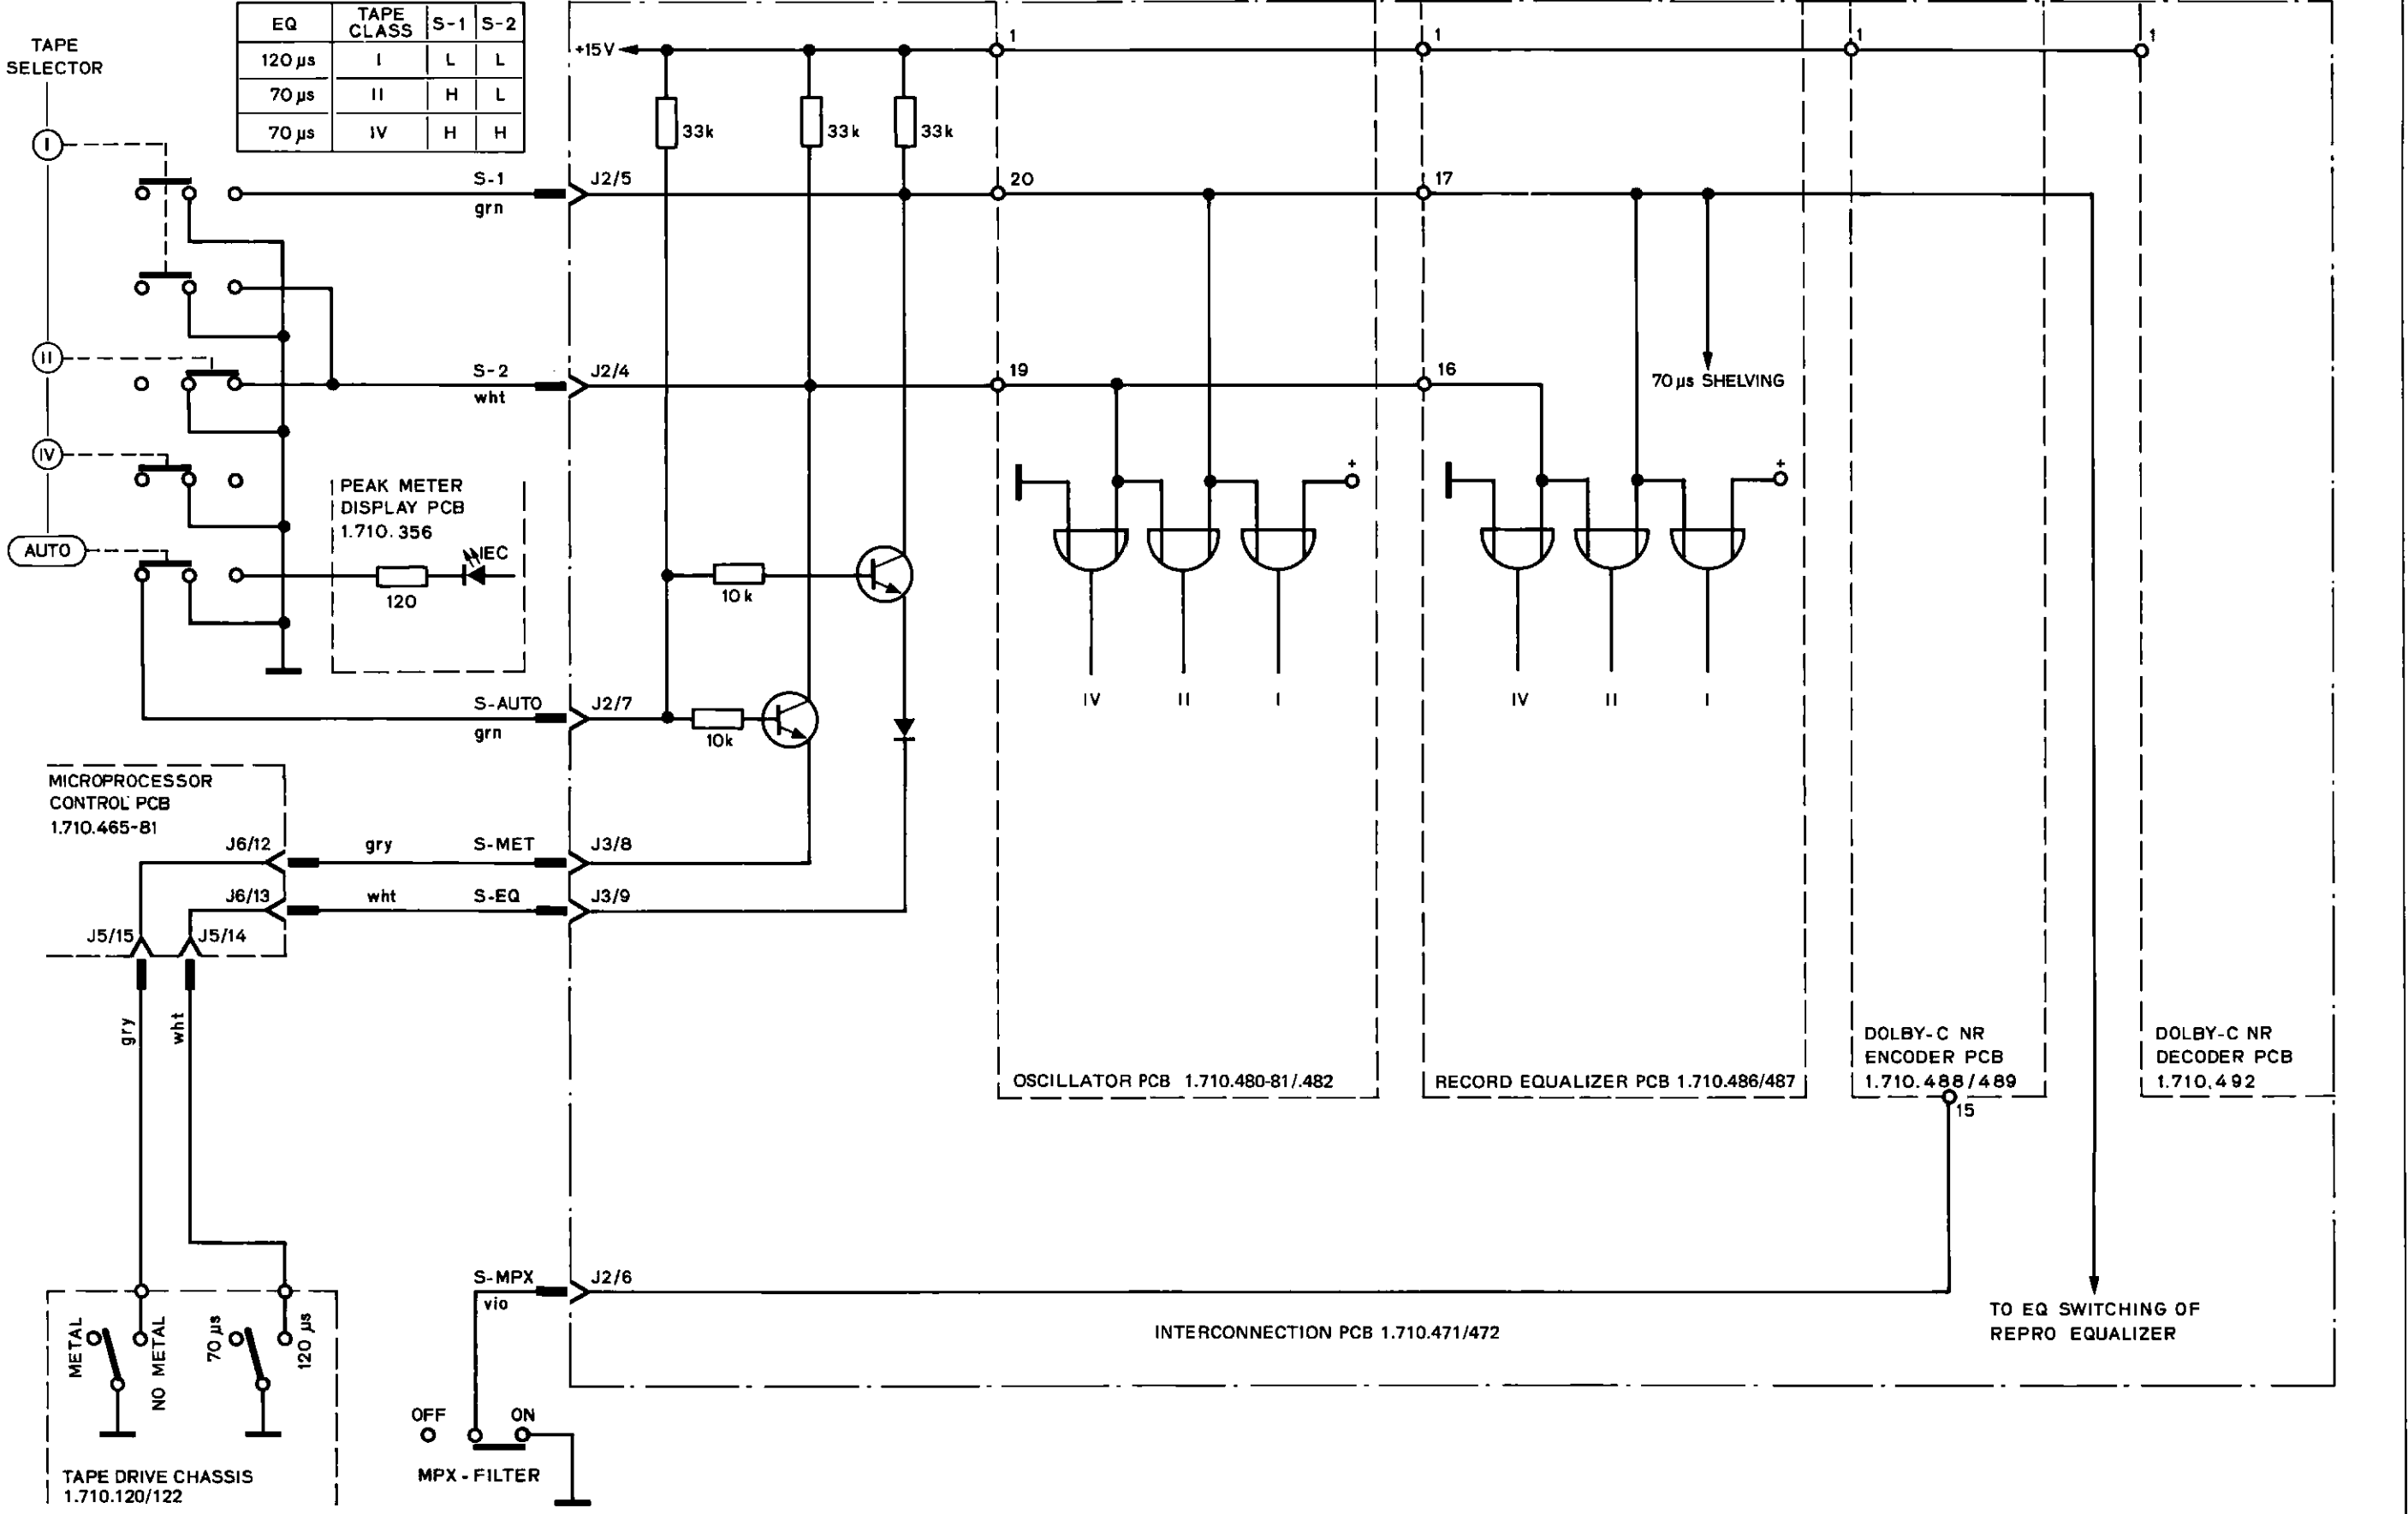 TAPE
SELECTOR
I
II
IV
AUTO
EQ TAPE CLASS S-1 S-2
120 µs I L L
70 µs II H L
70 µs IV H H
+15V
1
1
1
1
33k
33k
33k
S-1
grn
J2/5
20
17
S-2
wht
J2/4
19
16
70 µs SHELVING
PEAK METER
DISPLAY PCB
1.710.356
IEC
120
10k
+
+
S-AUTO
grn
J2/7
10k
IV
II
I
IV
II
I
MICROPROCESSOR
CONTROL PCB
1.710.465-81
J6/12
gry
S-MET
J3/8
J6/13
wht
S-EQ
J3/9
J5/15
J5/14
gry
wht
OSCILLATOR PCB 1.710.480-81/.482
RECORD EQUALIZER PCB 1.710.486/487
DOLBY-C NR
ENCODER PCB
1.710.488/489
15
DOLBY-C NR
DECODER PCB
1.710.492
S-MPX
vio
J2/6
INTERCONNECTION PCB 1.710.471/472
TO EQ SWITCHING OF
REPRO EQUALIZER
METAL
NO METAL
70 µs
120 µs
TAPE DRIVE CHASSIS
1.710.120/122
OFF
ON
MPX-FILTER